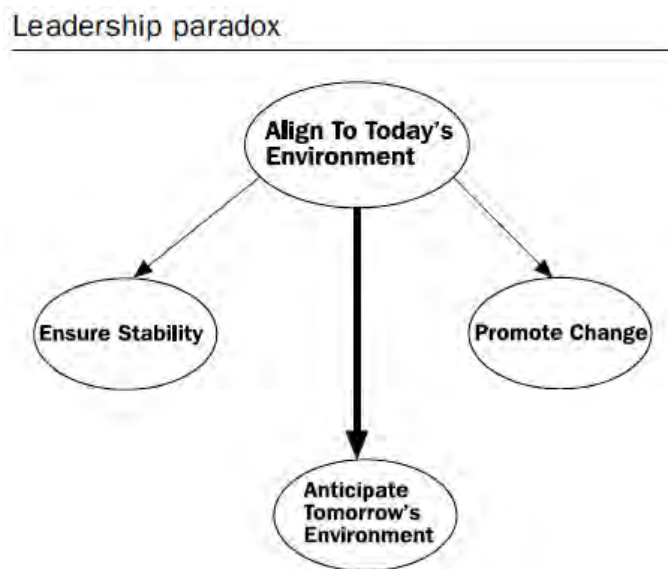 Leadership paradox
Align To Today's
Environment
Ensure Stability
Promote Change
Anticipate
Tomorrow's
Environment